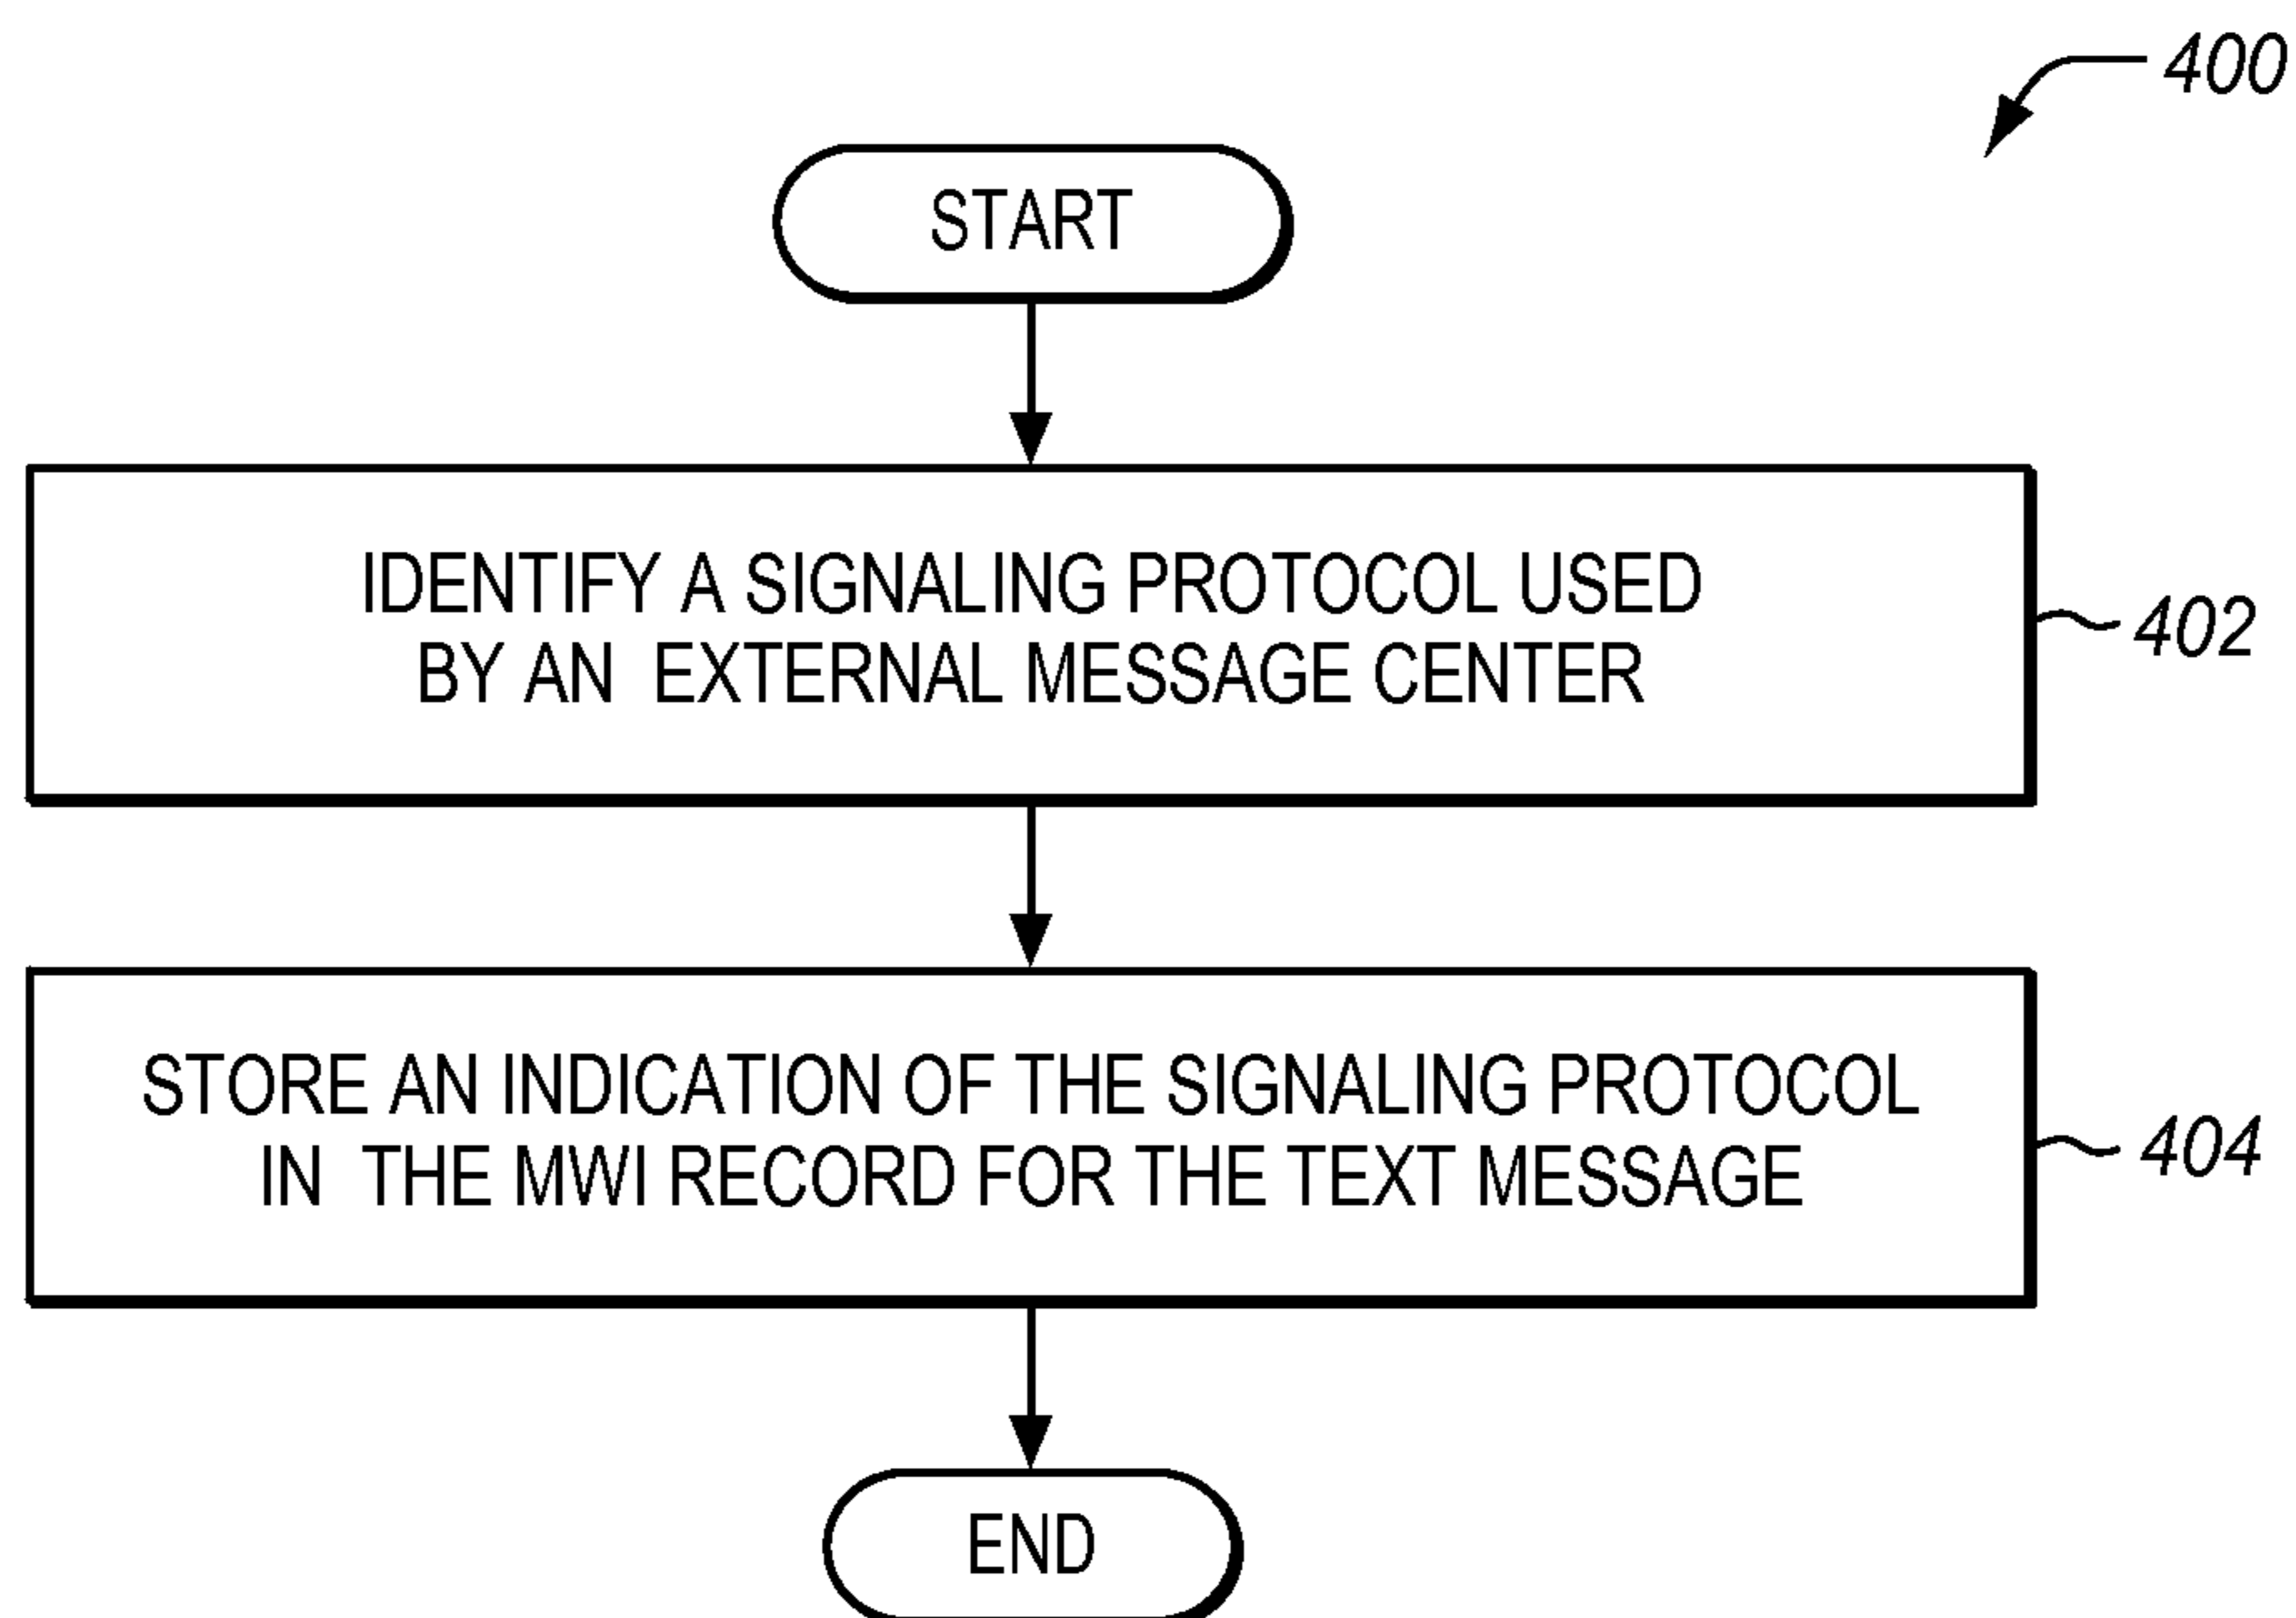 400
START
IDENTIFY A SIGNALING PROTOCOL USED
BY AN EXTERNAL MESSAGE CENTER
402
STORE AN INDICATION OF THE SIGNALING PROTOCOL
IN THE MWI RECORD FOR THE TEXT MESSAGE
404
END